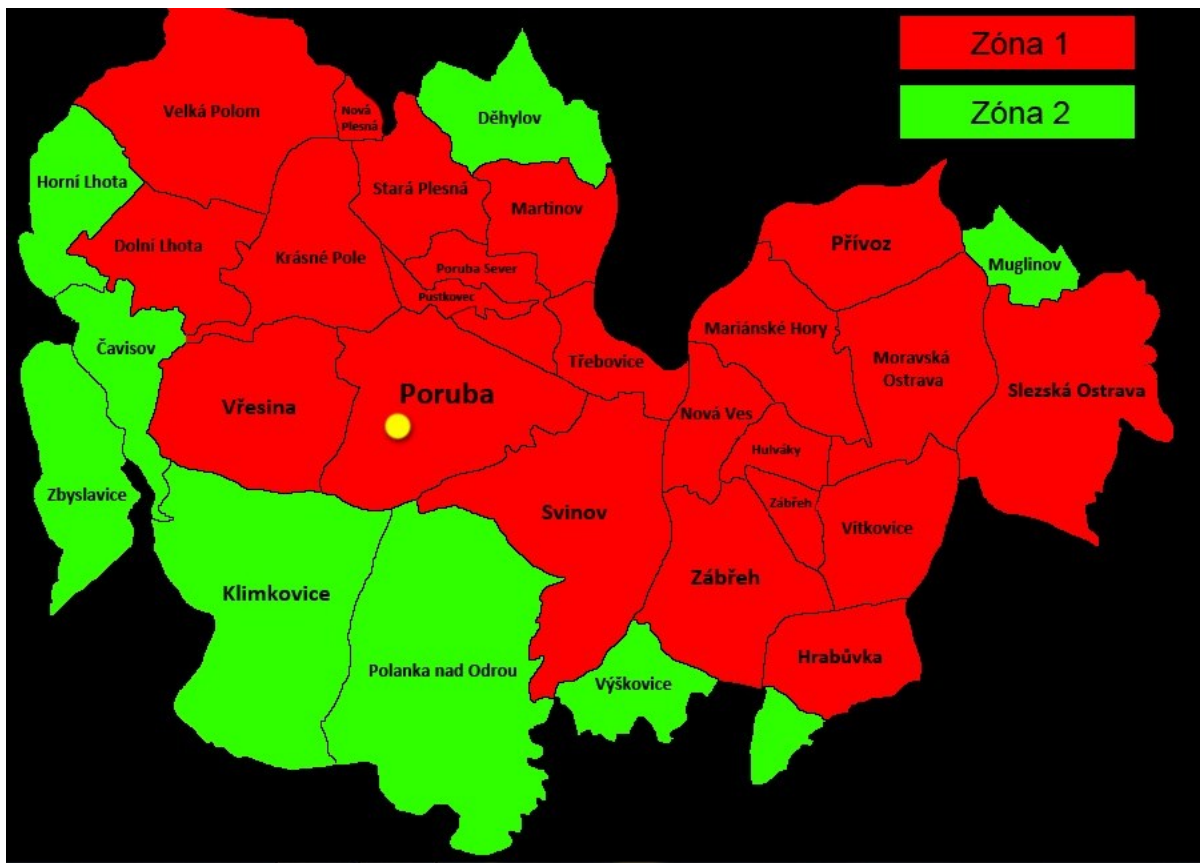 Zóna 1
Zóna 2
Velká Polom
Nová
Plesná
Děhylov
Horní Lhota
Stará Plesná
Martinov
Dolní Lhota
Krásné Pole
Poruba Sever
Pustkovec
Přívoz
Muglinov
Čavisov
Mariánské Hory
Moravská
Ostrava
Třebovice
Vřesina
Poruba
Nová Ves
Slezská Ostrava
Hulváky
Zbyslavice
Svinov
Zábřeh
Vítkovice
Klimkovice
Zábřeh
Polanka nad Odrou
Výškovice
Hrabůvka